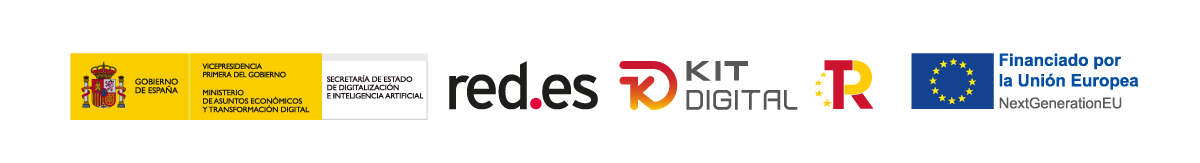 GOBIERNO
DE ESPAÑA
VICEPRESIDENCIA
PRIMERA DEL GOBIERNO
MINISTERIO
DE ASUNTOS ECONÓMICOS
Y TRANSFORMACIÓN DIGITAL
SECRETARÍA DE ESTADO
DE DIGITALIZACIÓN
E INTELIGENCIA ARTIFICIAL
red.es
KIT
DIGITAL
TR
Financiado por
la Unión Europea
NextGenerationEU